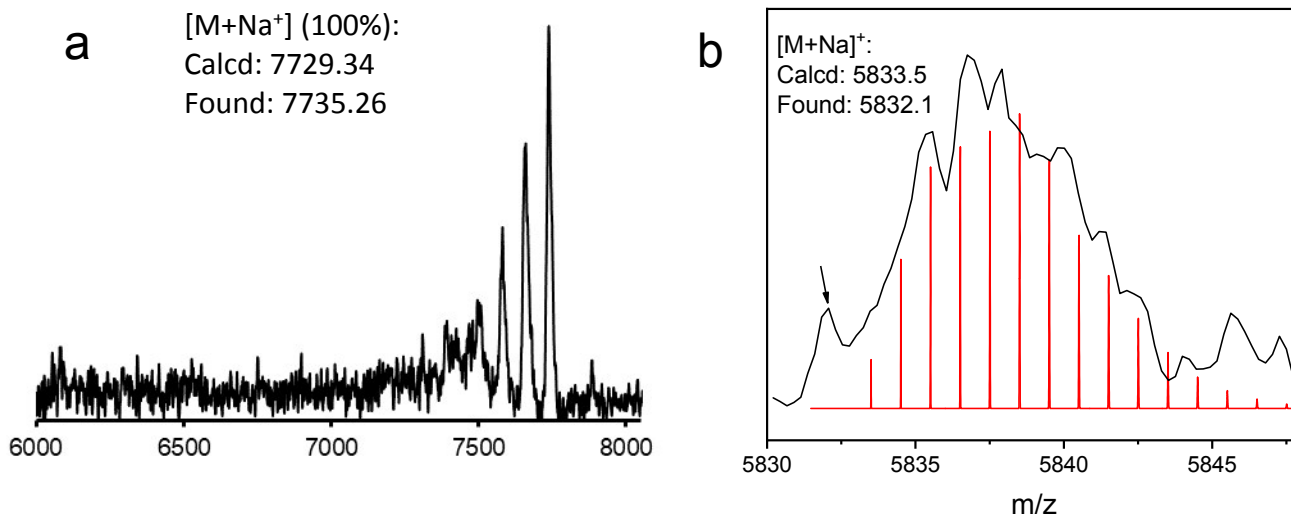 a
[M+Na⁺] (100%):
Calcd: 7729.34
Found: 7735.26
6000 6500 7000 7500 8000
b
[M+Na]⁺:
Calcd: 5833.5
Found: 5832.1
5830 5835 5840 5845
m/z